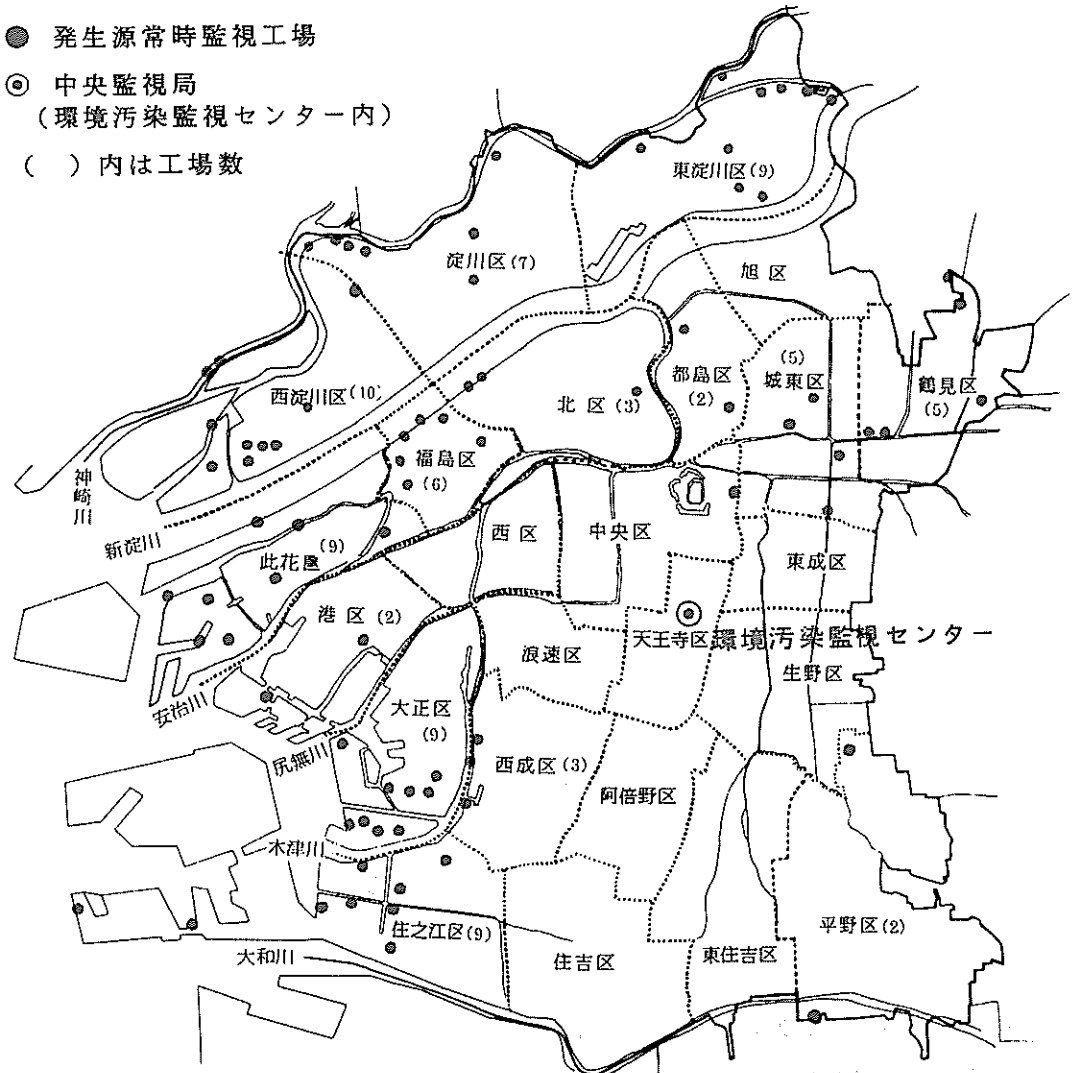 発生源常時監視工場
中央監視局
(環境汚染監視センター内)
( )内は工場数
東淀川区(9)
淀川区(7)
旭区
西淀川区(10)
北区(3)
都島区
(2)
(5)
城東区
鶴見区
(5)
福島区
(6)
神崎川
新淀川
此花区(9)
西区
中央区
東成区
港区(2)
浪速区
天王寺区
環境汚染監視センター
生野区
安治川
大正区
(9)
尻無川
西成区(3)
阿倍野区
木津川
住之江区(9)
大和川
住吉区
東住吉区
平野区(2)